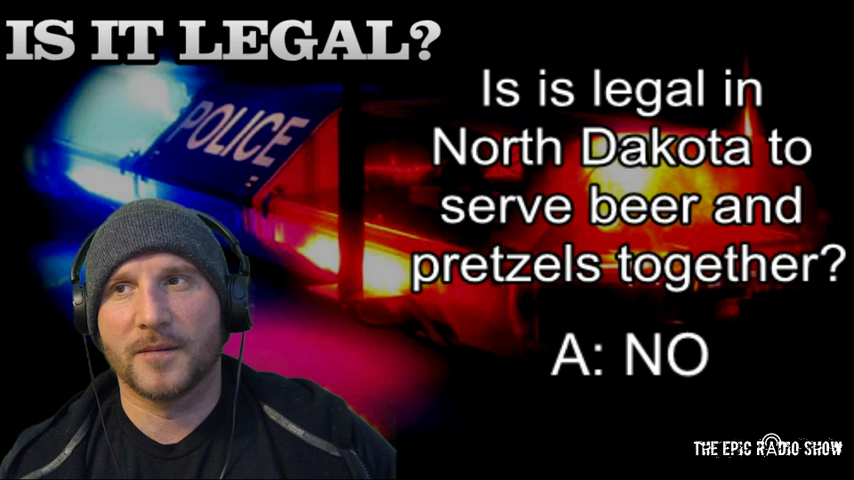 IS IT LEGAL?
POLICE
Is is legal in
North Dakota to
serve beer and
pretzels together?
A: NO
THE EPIC RADIO SHOW